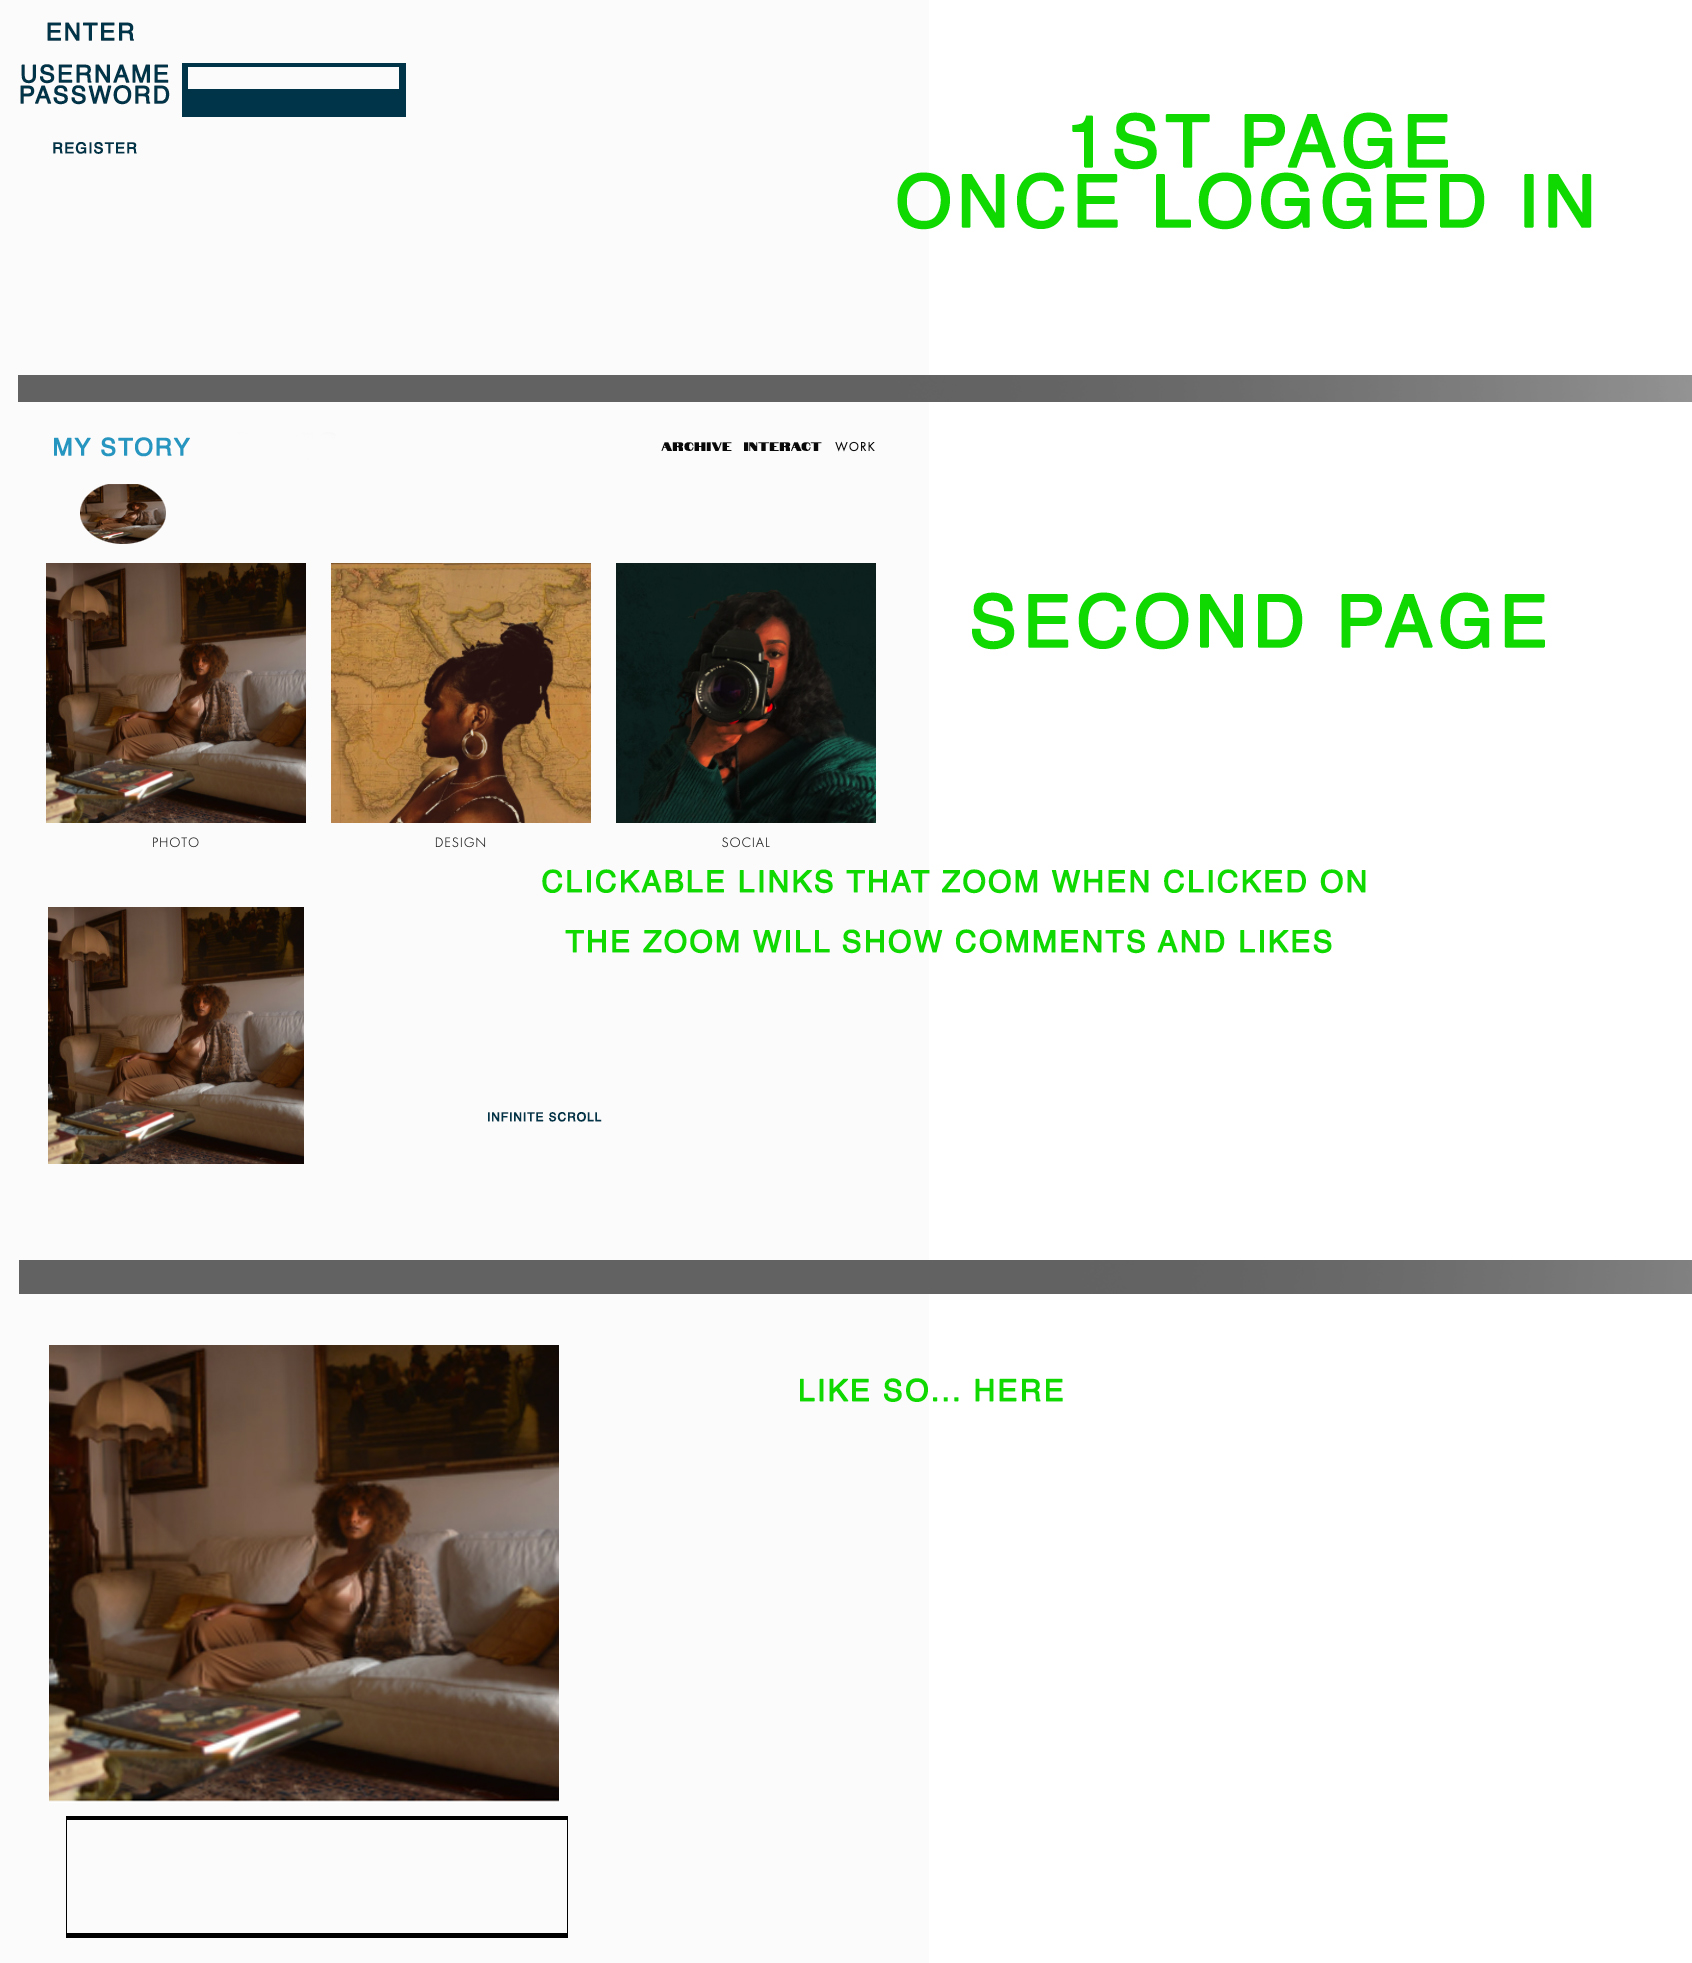 ENTER
USERNAME
PASSWORD
REGISTER
1ST PAGE
ONCE LOGGED IN
MY STORY
ARCHIVE INTERACT WORK
SECOND PAGE
PHOTO DESIGN SOCIAL
CLICKABLE LINKS THAT ZOOM WHEN CLICKED ON
THE ZOOM WILL SHOW COMMENTS AND LIKES
INFINITE SCROLL
LIKE SO... HERE